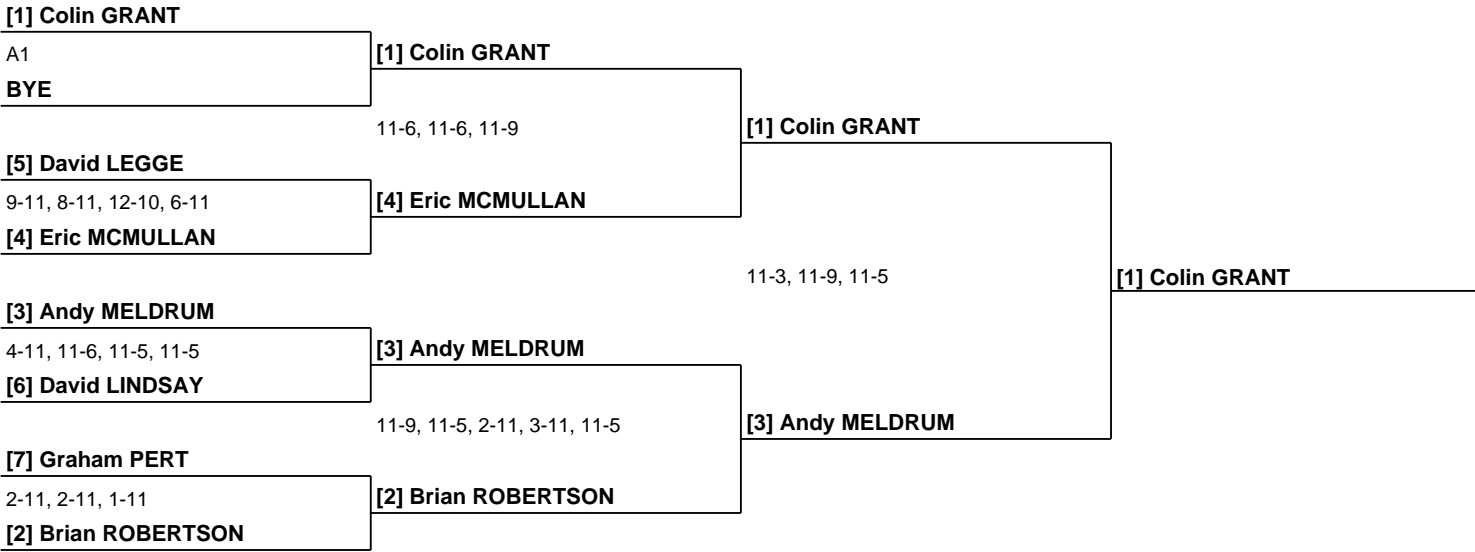 [1] Colin GRANT
A1
BYE
[1] Colin GRANT
11-6, 11-6, 11-9
[5] David LEGGE
9-11, 8-11, 12-10, 6-11
[4] Eric MCMULLAN
[4] Eric MCMULLAN
[1] Colin GRANT
11-3, 11-9, 11-5
[1] Colin GRANT
[3] Andy MELDRUM
4-11, 11-6, 11-5, 11-5
[6] David LINDSAY
[3] Andy MELDRUM
11-9, 11-5, 2-11, 3-11, 11-5
[3] Andy MELDRUM
[7] Graham PERT
2-11, 2-11, 1-11
[2] Brian ROBERTSON
[2] Brian ROBERTSON